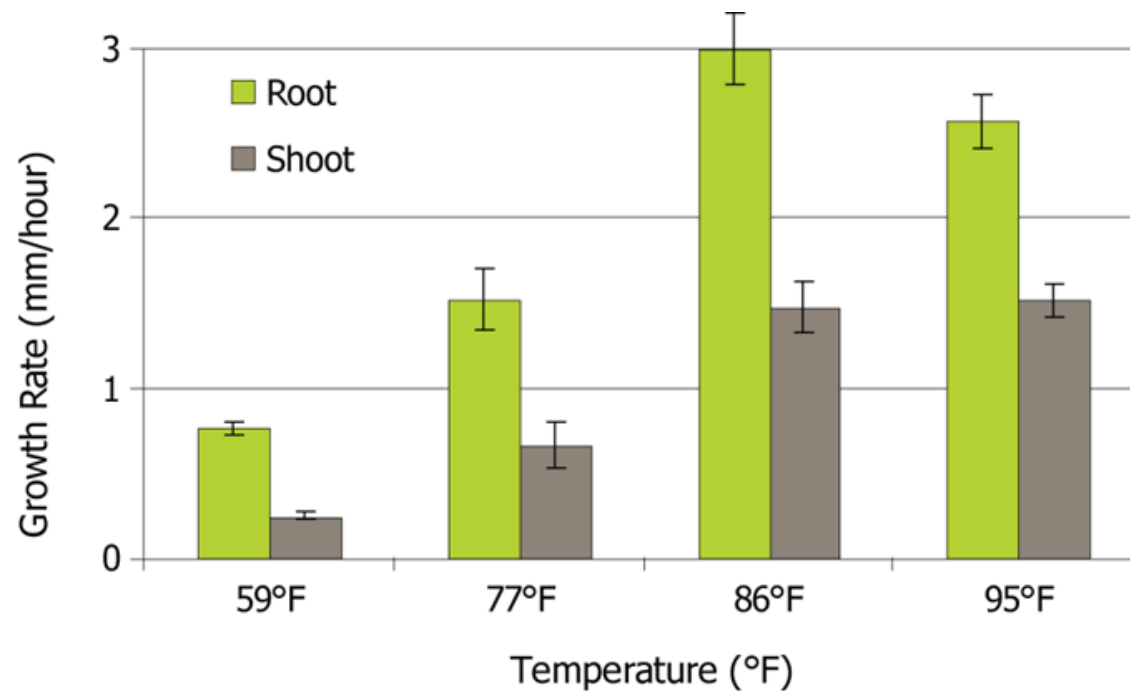 3
Root
Shoot
2
1
0
Growth Rate (mm/hour)
59°F 77°F 86°F 95°F
Temperature (°F)